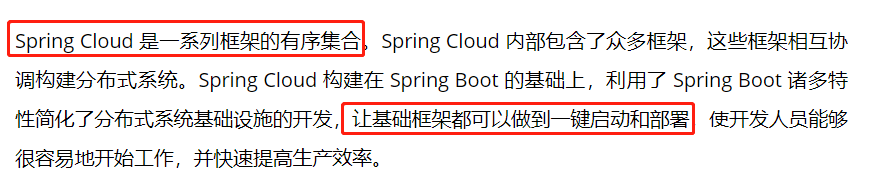 Spring Cloud 是一系列框架的有序集合。Spring Cloud 内部包含了众多框架，这些框架相互协
调构建分布式系统。Spring Cloud 构建在 Spring Boot 的基础上，利用了 Spring Boot 诸多特
性简化了分布式系统基础设施的开发，让基础框架都可以做到一键启动和部署 使开发人员能够
很容易地开始工作，并快速提高生产效率。